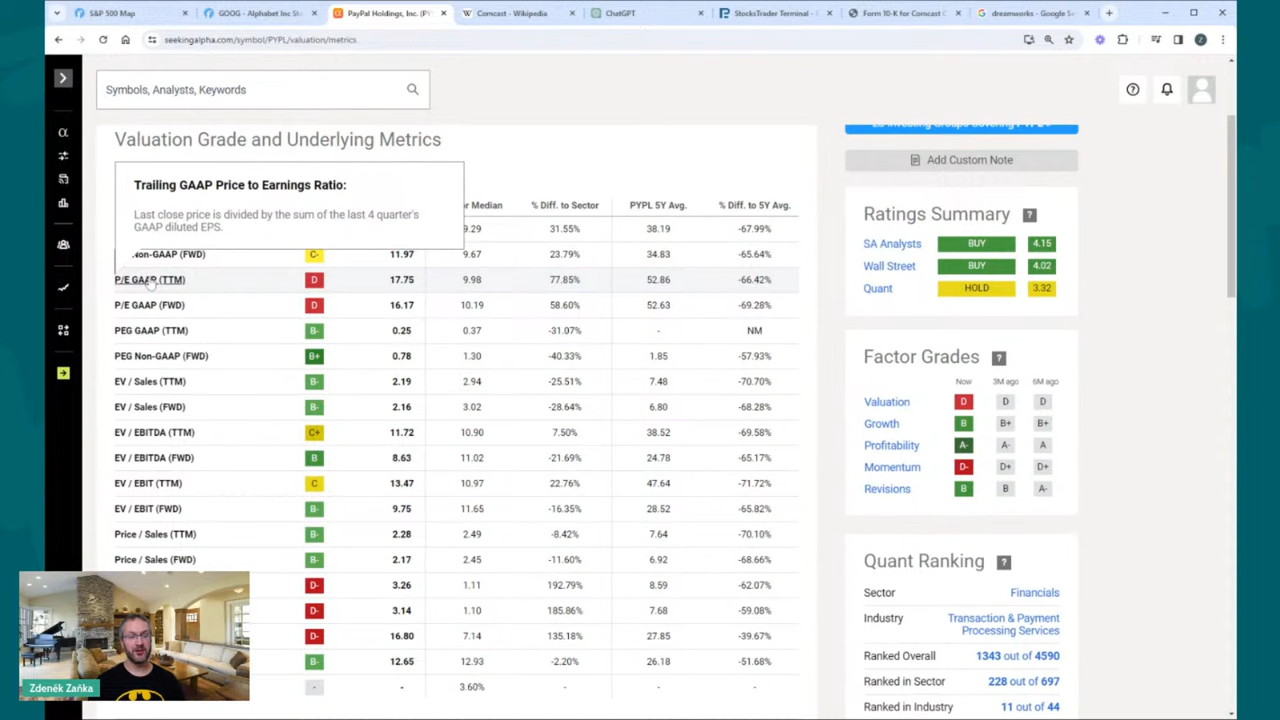 S&P 500 Map
GOOG - Alphabet Inc Sto
PayPal Holdings, Inc. (PY
Comcast - Wikipedia
ChatGPT
StocksTrader Terminal -
Form 10-K for Comcast C
dreamworks - Google Se
seekingalpha.com/symbol/PYPL/valuation/metrics
Z
Symbols, Analysts, Keywords
Valuation Grade and Underlying Metrics
Trailing GAAP Price to Earnings Ratio:
Last close price is divided by the sum of the last 4 quarter's
GAAP diluted EPS.
Median % Diff. to Sector PYPL 5Y Avg. % Diff. to 5Y Avg.
9.29 31.55% 38.19 -67.99%
Non-GAAP (FWD) C- 11.97 9.67 23.79% 34.83 -65.64%
P/E GAAP (TTM) D 17.75 9.98 77.85% 52.86 -66.42%
P/E GAAP (FWD) D 16.17 10.19 58.60% 52.63 -69.28%
PEG GAAP (TTM) B- 0.25 0.37 -31.07% - NM
PEG Non-GAAP (FWD) B+ 0.78 1.30 -40.33% 1.85 -57.93%
EV / Sales (TTM) B- 2.19 2.94 -25.51% 7.48 -70.70%
EV / Sales (FWD) B- 2.16 3.02 -28.64% 6.80 -68.28%
EV / EBITDA (TTM) C+ 11.72 10.90 7.50% 38.52 -69.58%
EV / EBITDA (FWD) B 8.63 11.02 -21.69% 24.78 -65.17%
EV / EBIT (TTM) C 13.47 10.97 22.76% 47.64 -71.72%
EV / EBIT (FWD) B- 9.75 11.65 -16.35% 28.52 -65.82%
Price / Sales (TTM) B- 2.28 2.49 -8.42% 7.64 -70.10%
Price / Sales (FWD) B- 2.17 2.45 -11.60% 6.92 -68.66%
D- 3.26 1.11 192.79% 8.59 -62.07%
D- 3.14 1.10 185.86% 7.68 -59.08%
D- 16.80 7.14 135.18% 27.85 -39.67%
B- 12.65 12.93 -2.20% 26.18 -51.68%
- - 3.60% - - -
Add Custom Note
Ratings Summary ?
SA Analysts BUY 4.15
Wall Street BUY 4.02
Quant HOLD 3.32
Factor Grades ?
Now 3M ago 6M ago
Valuation D D D
Growth B B+ B+
Profitability A- A- A
Momentum D- D+ D+
Revisions B B A-
Quant Ranking ?
Sector Financials
Industry Transaction & Payment
Processing Services
Ranked Overall 1343 out of 4590
Ranked in Sector 228 out of 697
Ranked in Industry 11 out of 44
Zdeněk Zaňka